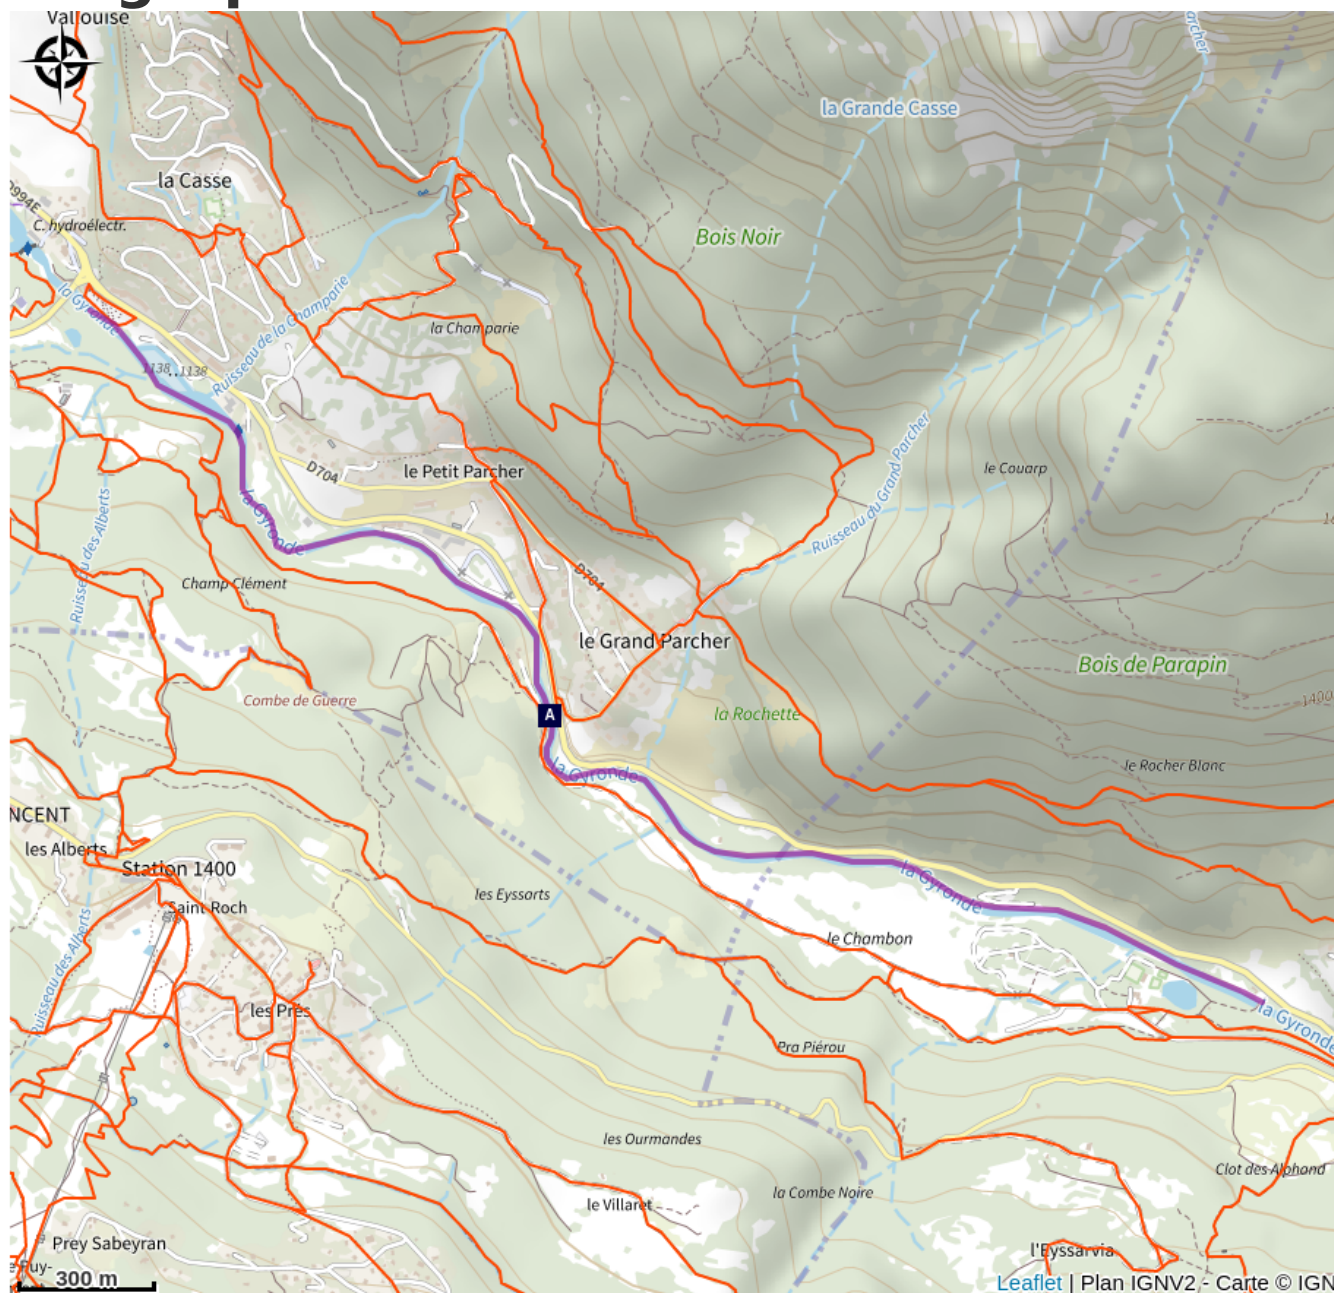 Vallouise
archer
la Grande Casse
la Casse
D994E
C. hydroélectr.
Bois Noir
la Gyronde
Ruisseau de la Champarie
la Champarie
1138
1138
Ruisseau du Grand Parcher
le Couarp
D704
le Petit Parcher
la Gyronde
Ruisseau des Alberts
Champ Clément
D704
le Grand Parcher
Bois de Parapin
Combe de Guerre
1400
la Rochette
A
le Rocher Blanc
la Gyronde
NCENT
les Alberts
Station 1400
la Gyronde
les Eyssarts
Saint Roch
le Chambon
Ruisseau des Alberts
les Prés
la Gyronde
Pra Piérou
les Ourmandes
Clot des Alphand
la Combe Noire
le Villaret
Prey Sabeyran
l'Eyssarvia
e Puy-
300 m
Leaflet | Plan IGNV2 - Carte © IGN